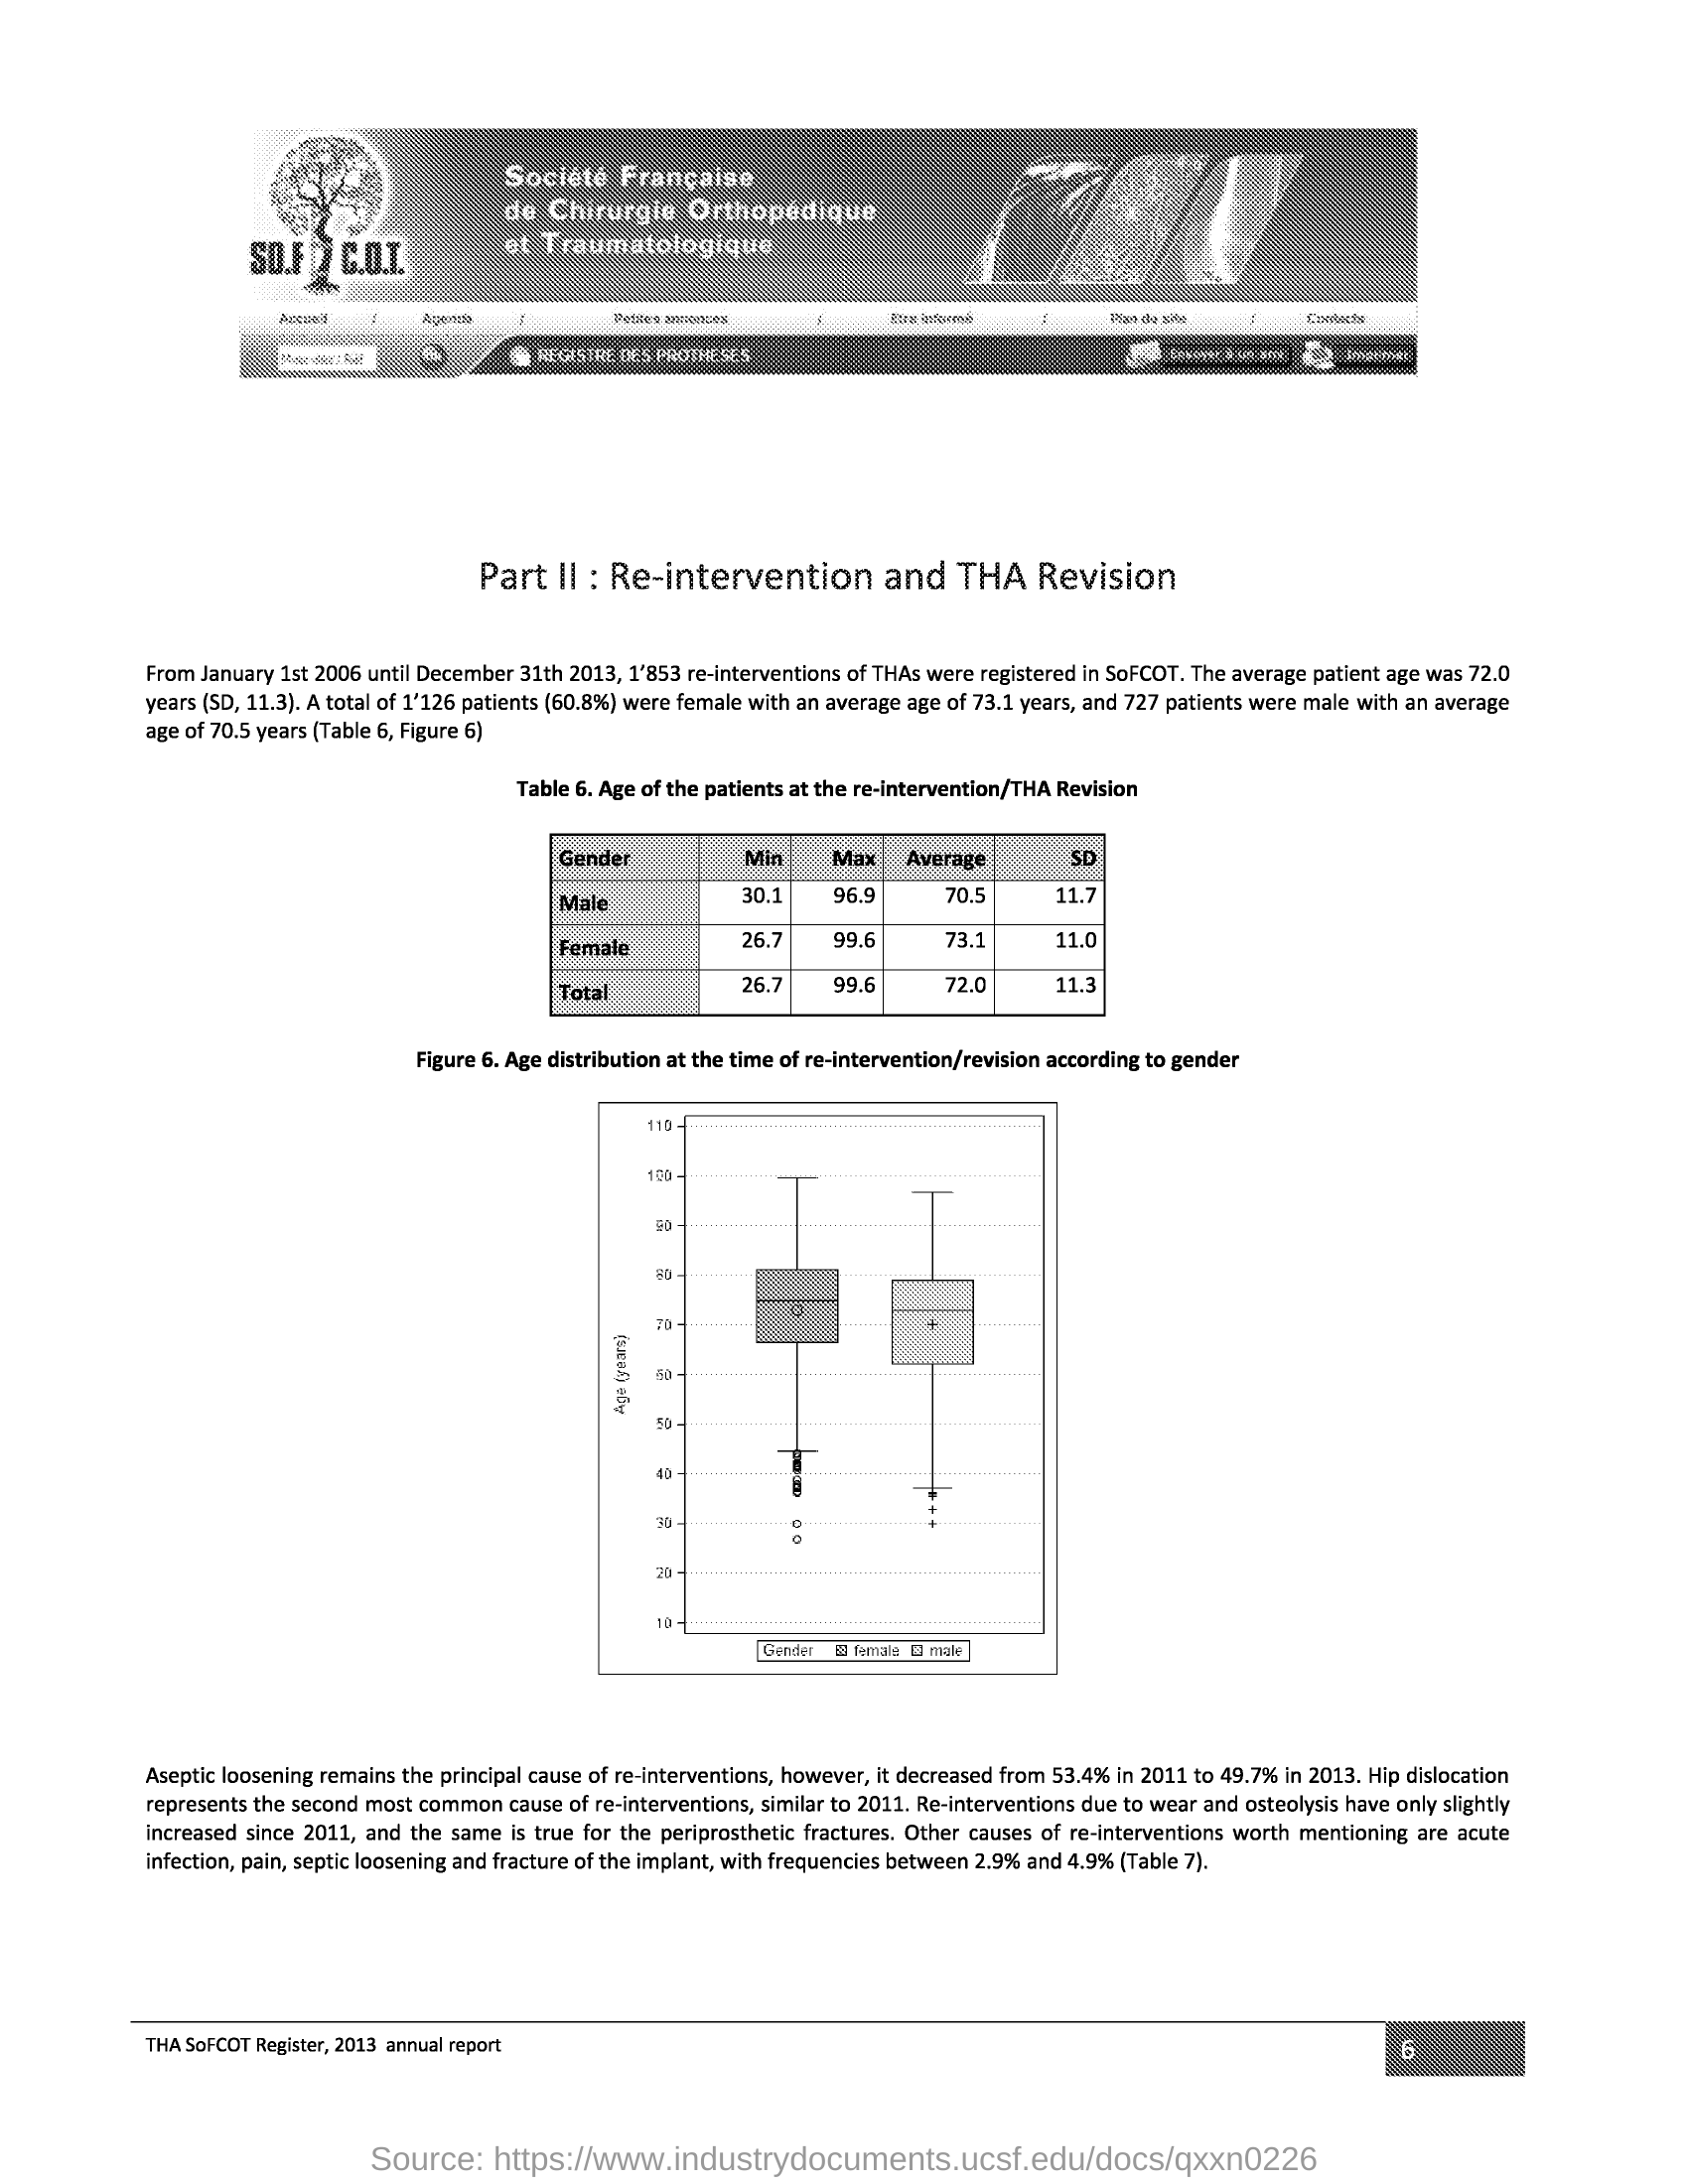 Société Française
de Chirurgie Orthopédique
et Traumatologique
SO.F C.O.T.
Accueil / Agenda / Petites annonces / Etre informé / Plan du site / Contacts
REGISTRE DES PROTHESES Envoyer à un ami Imprimer
Part II : Re-intervention and THA Revision
From January 1st 2006 until December 31th 2013, 1'853 re-interventions of THAs were registered in SoFCOT. The average patient age was 72.0
years (SD, 11.3). A total of 1'126 patients (60.8%) were female with an average age of 73.1 years, and 727 patients were male with an average
age of 70.5 years (Table 6, Figure 6)
Table 6. Age of the patients at the re-intervention/THA Revision
Gender Min Max Average SD
Male 30.1 96.9 70.5 11.7
Female 26.7 99.6 73.1 11.0
Total 26.7 99.6 72.0 11.3
Figure 6. Age distribution at the time of re-intervention/revision according to gender
110
100
90
80
70
60
50
40
30
20
10
Age (years)
Gender female male
Aseptic loosening remains the principal cause of re-interventions, however, it decreased from 53.4% in 2011 to 49.7% in 2013. Hip dislocation
represents the second most common cause of re-interventions, similar to 2011. Re-interventions due to wear and osteolysis have only slightly
increased since 2011, and the same is true for the periprosthetic fractures. Other causes of re-interventions worth mentioning are acute
infection, pain, septic loosening and fracture of the implant, with frequencies between 2.9% and 4.9% (Table 7).
THA SoFCOT Register, 2013 annual report
6
Source: https://www.industrydocuments.ucsf.edu/docs/qxxn0226